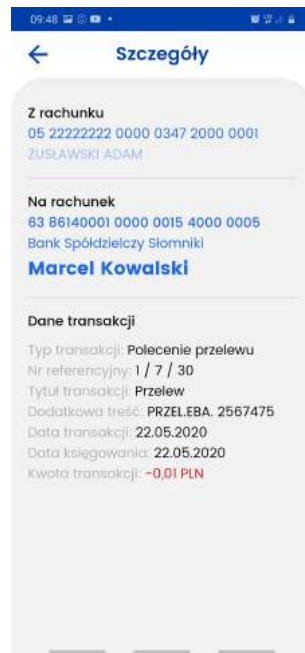 09:48
Szczegóły
Z rachunku
05 22222222 0000 0347 2000 0001
ZUSŁAWSKI ADAM
Na rachunek
63 86140001 0000 0015 4000 0005
Bank Spółdzielczy Słomniki
Marcel Kowalski
Dane transakcji
Typ transakcji: Polecenie przelewu
Nr referencyjny: 1 / 7 / 30
Tytuł transakcji: Przelew
Dodatkowa treść: PRZEL.EBA. 2567475
Data transakcji: 22.05.2020
Data księgowania: 22.05.2020
Kwota transakcji: -0,01 PLN